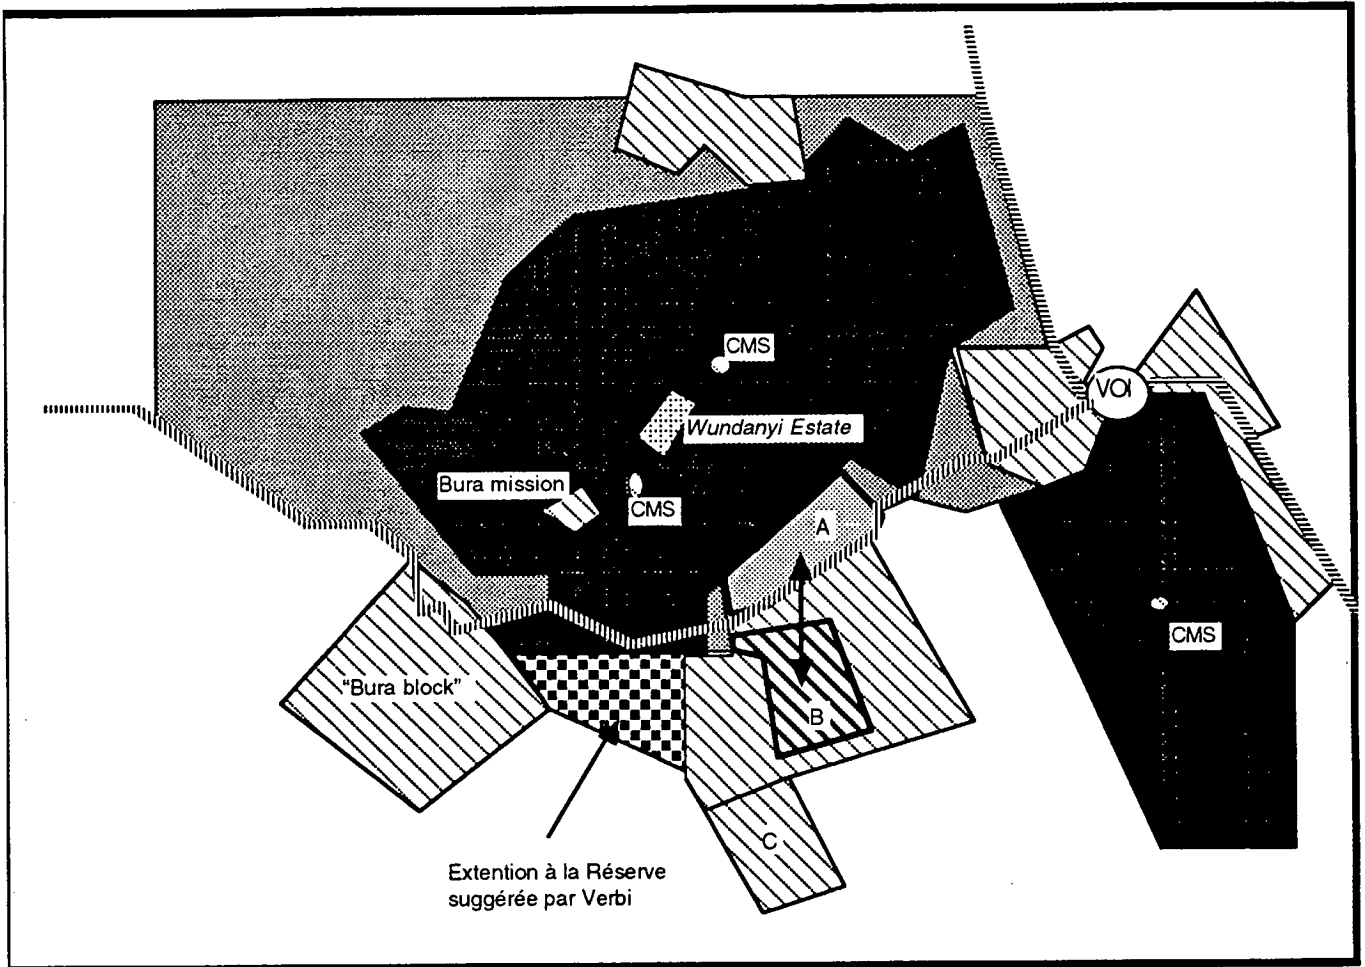 CMS
VOI
Wundanyi Estate
Bura mission
CMS
A
CMS
"Bura block"
B
C
Extention à la Réserve
suggérée par Verbi